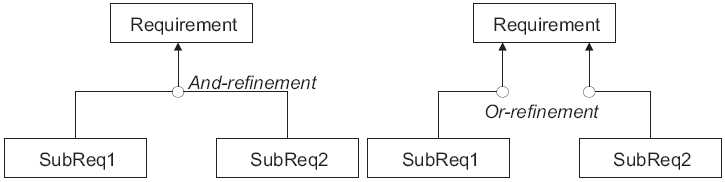 Requirement
And-refinement
SubReq1
SubReq2
Requirement
Or-refinement
SubReq1
SubReq2